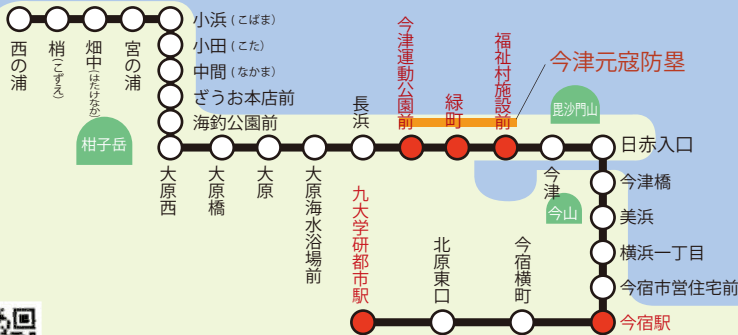 西の浦
梢(こずえ)
畑中(はたけなか)
宮の浦
小浜(こばま)
小田(こた)
中間(なかま)
ざうお本店前
海釣公園前
柑子岳
大原西
大原橋
大原
大原海水浴場前
長浜
今津運動公園前
緑町
福祉村施設前
今津元寇防塁
毘沙門山
今津
今山
日赤入口
今津橋
美浜
横浜一丁目
今宿市営住宅前
今宿駅
今宿横町
北原東口
九大学研都市駅